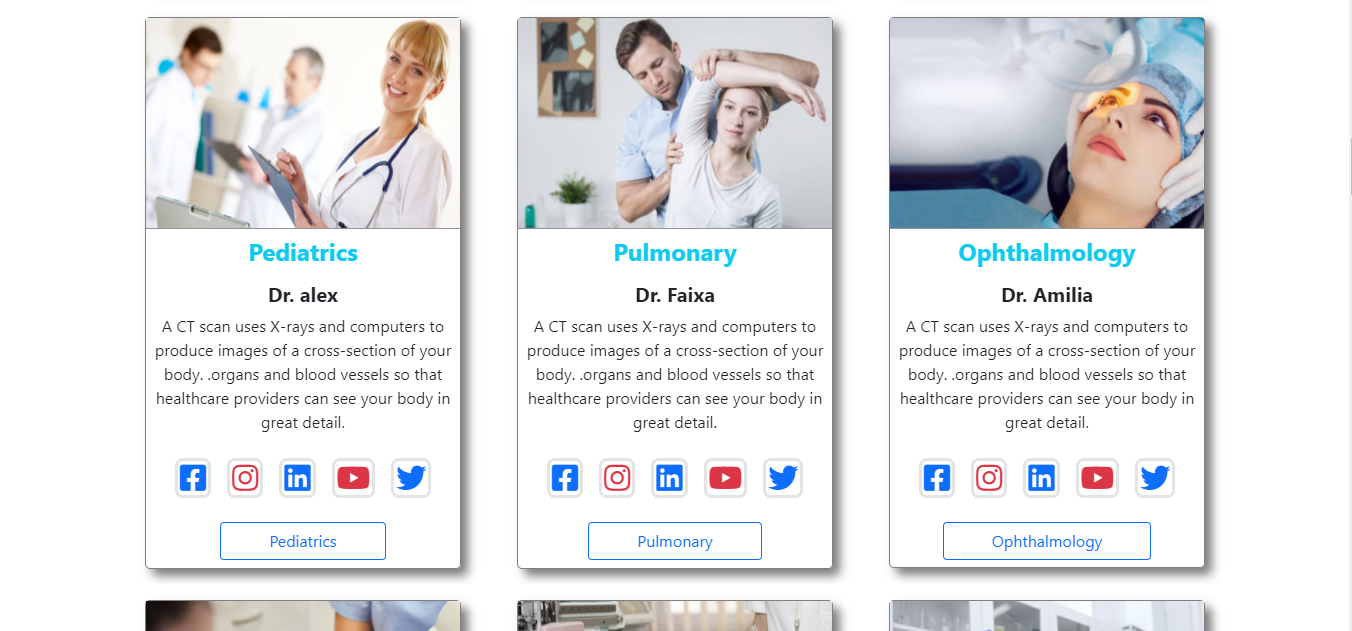 Pediatrics
Dr. alex
A CT scan uses X-rays and computers to
produce images of a cross-section of your
body. .organs and blood vessels so that
healthcare providers can see your body in
great detail.
Pediatrics
Pulmonary
Dr. Faixa
A CT scan uses X-rays and computers to
produce images of a cross-section of your
body. .organs and blood vessels so that
healthcare providers can see your body in
great detail.
Pulmonary
Ophthalmology
Dr. Amilia
A CT scan uses X-rays and computers to
produce images of a cross-section of your
body. .organs and blood vessels so that
healthcare providers can see your body in
great detail.
Ophthalmology